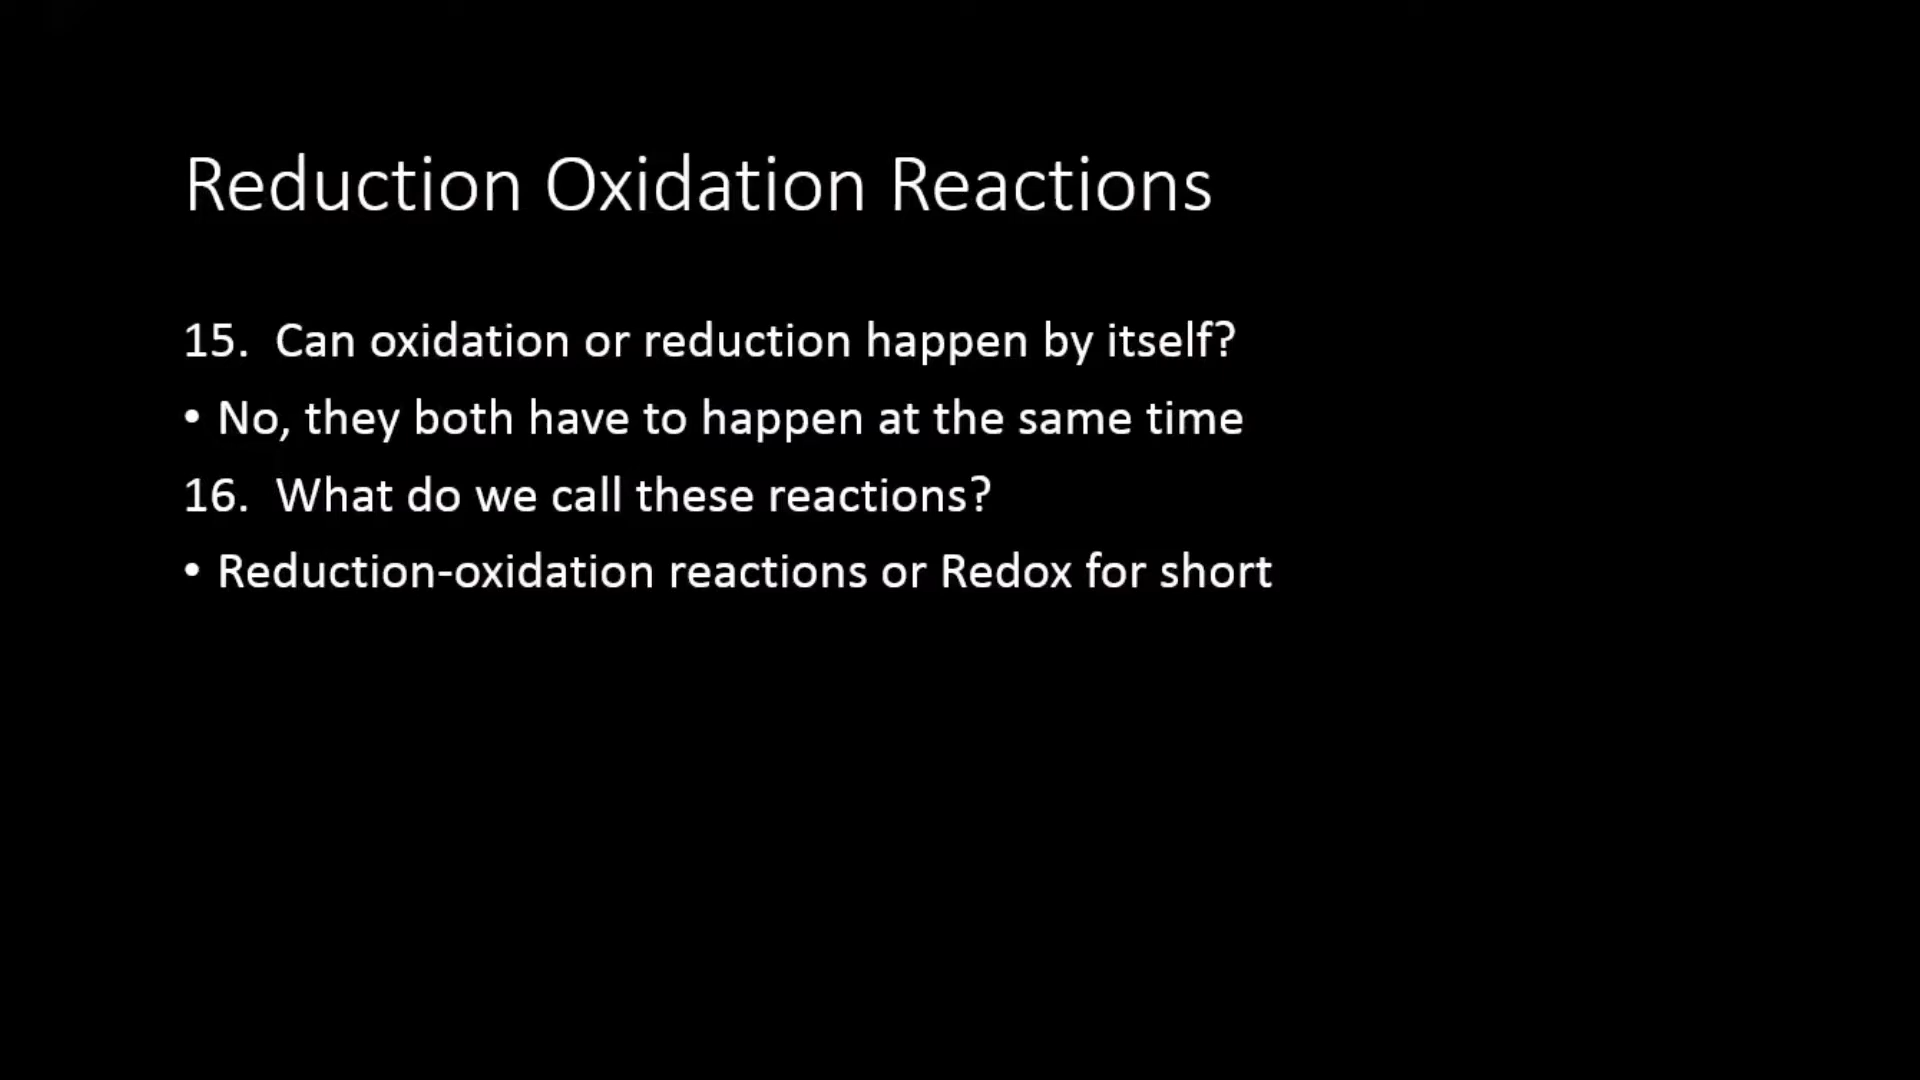 Reduction Oxidation Reactions
15. Can oxidation or reduction happen by itself?
• No, they both have to happen at the same time
16. What do we call these reactions?
• Reduction-oxidation reactions or Redox for short